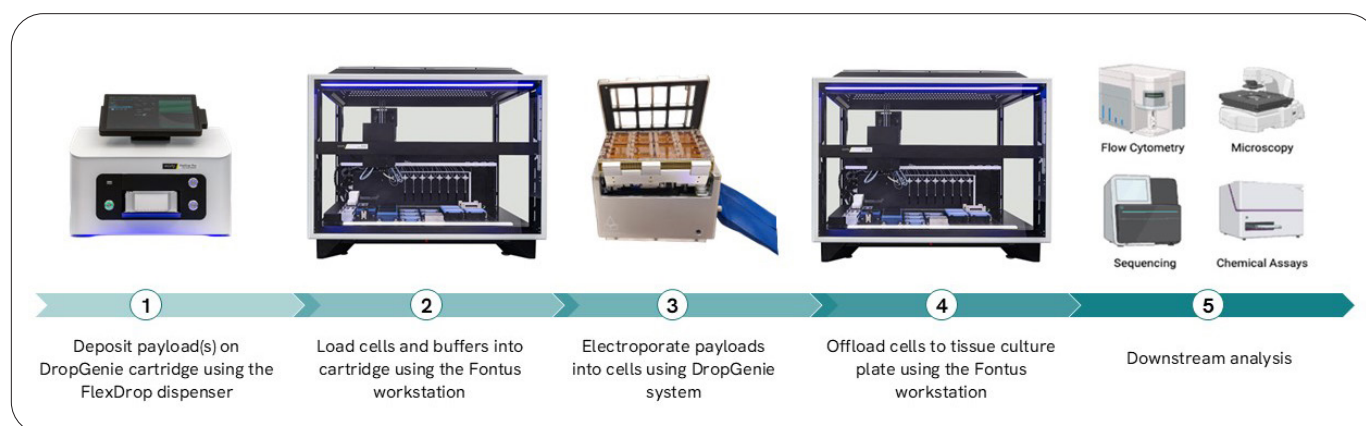 Flow Cytometry
Microscopy
Sequencing
Chemical Assays
1
2
3
4
5
Deposit payload(s) on
DropGenie cartridge using the
FlexDrop dispenser
Load cells and buffers into
cartridge using the Fontus
workstation
Electroporate payloads
into cells using DropGenie
system
Offload cells to tissue culture
plate using the Fontus
workstation
Downstream analysis